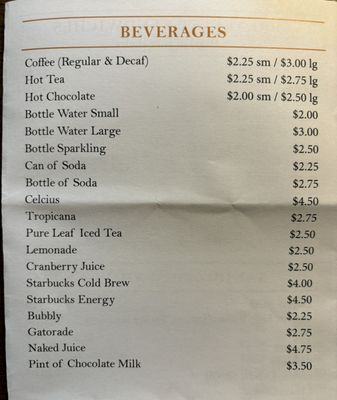 BEVERAGES
Coffee (Regular & Decaf) $2.25 sm / $3.00 lg
Hot Tea $2.25 sm / $2.75 lg
Hot Chocolate $2.00 sm / $2.50 lg
Bottle Water Small $2.00
Bottle Water Large $3.00
Bottle Sparkling $2.50
Can of Soda $2.25
Bottle of Soda $2.75
Celcius $4.50
Tropicana $2.75
Pure Leaf Iced Tea $2.50
Lemonade $2.50
Cranberry Juice $2.50
Starbucks Cold Brew $4.00
Starbucks Energy $4.50
Bubbly $2.25
Gatorade $2.75
Naked Juice $4.75
Pint of Chocolate Milk $3.50